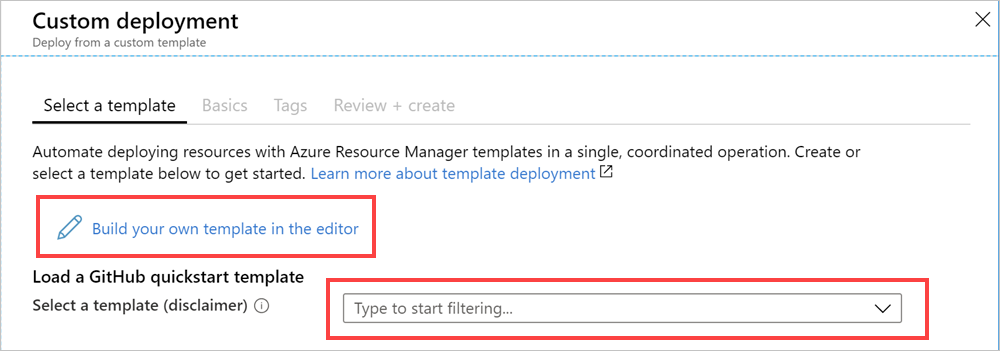 Custom deployment
Deploy from a custom template
Select a template Basics Tags Review + create
Automate deploying resources with Azure Resource Manager templates in a single, coordinated operation. Create or
select a template below to get started. Learn more about template deployment
Build your own template in the editor
Load a GitHub quickstart template
Select a template (disclaimer)
Type to start filtering...